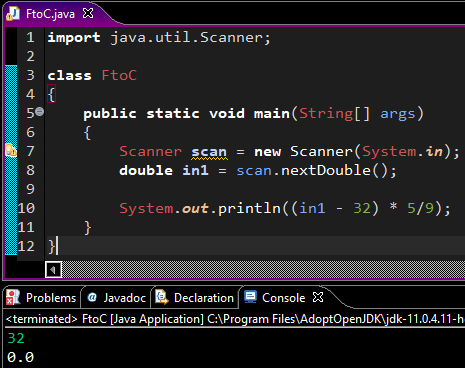 FtoC.java
1 import java.util.Scanner;
2
3 class FtoC
4 {
5 public static void main(String[] args)
6 {
7 Scanner scan = new Scanner(System.in);
8 double in1 = scan.nextDouble();
9
10 System.out.println((in1 - 32) * 5/9);
11 }
12 }
Problems @ Javadoc Declaration Console
<terminated> FtoC [Java Application] C:\Program Files\AdoptOpenJDK\jdk-11.0.4.11-h
32
0.0